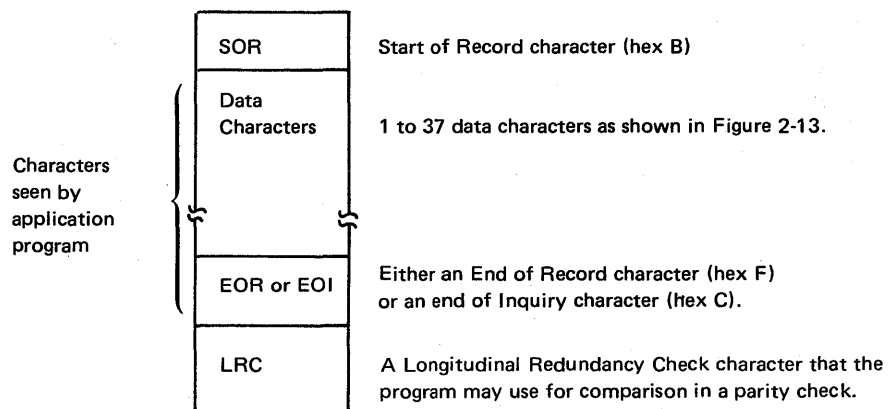 SOR Start of Record character (hex B)
Data
Characters 1 to 37 data characters as shown in Figure 2-13.
Characters
seen by
application
program
EOR or EOI Either an End of Record character (hex F)
or an end of Inquiry character (hex C).
LRC A Longitudinal Redundancy Check character that the
program may use for comparison in a parity check.